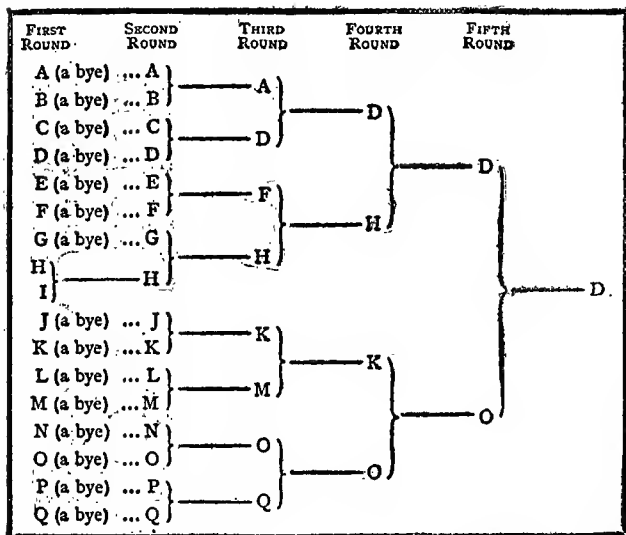 FIRST ROUND SECOND ROUND THIRD ROUND FOURTH ROUND FIFTH ROUND
A (a bye) ... A
A
B (a bye) ... B
D
C (a bye) ... C
D
D (a bye) ... D
D
E (a bye) ... E
F
F (a bye) ... F
H
G (a bye) ... G
H
H
H
I
D.
J (a bye) ... J
K
K (a bye) ... K
K
L (a bye) ... L
M
M (a bye) ... M
O
N (a bye) ... N
O
O (a bye) ... O
O
P (a bye) ... P
Q
Q (a bye) ... Q